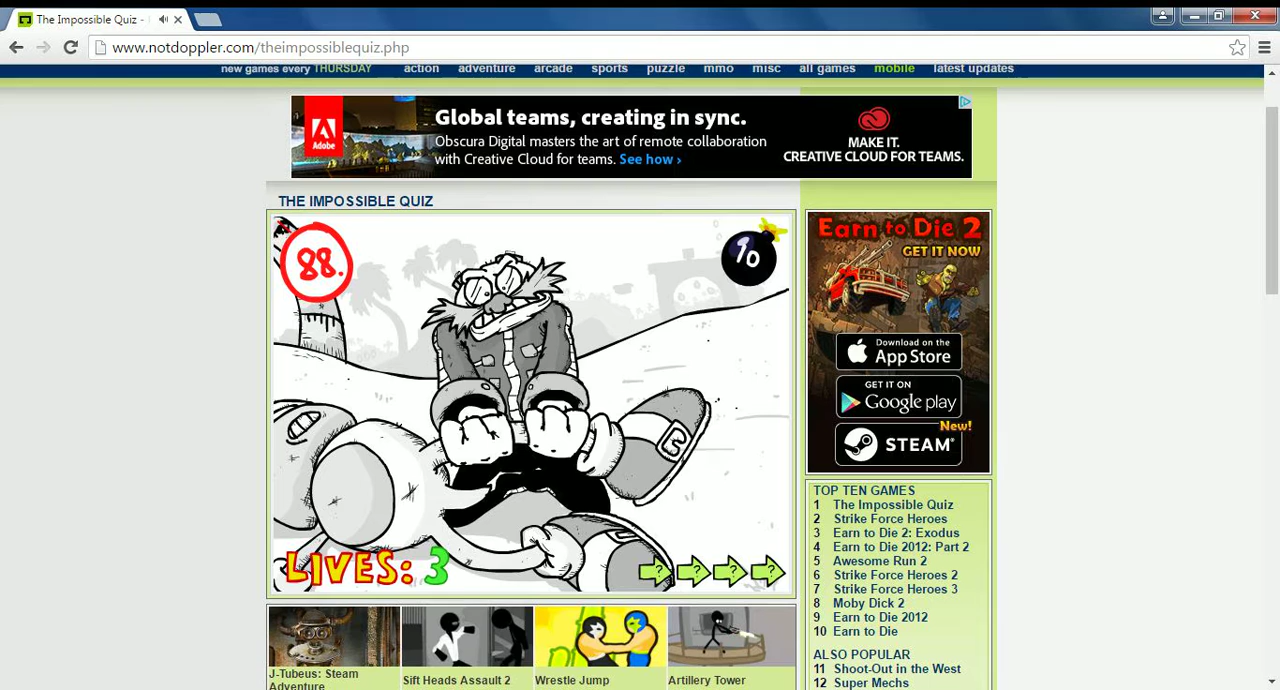 The Impossible Quiz -
www.notdoppler.com/theimpossiblequiz.php
new games every THURSDAY action adventure arcade sports puzzle mmo misc all games mobile latest updates
Adobe
Global teams, creating in sync.
Obscura Digital masters the art of remote collaboration
with Creative Cloud for teams. See how ›
MAKE IT.
CREATIVE CLOUD FOR TEAMS.
THE IMPOSSIBLE QUIZ
88.
10
LIVES: 3
? ? ? ?
J-Tubeus: Steam
Adventure
Sift Heads Assault 2
Wrestle Jump
Artillery Tower
Earn to Die 2
GET IT NOW
Download on the
App Store
GET IT ON
Google play
New!
STEAM
TOP TEN GAMES
1 The Impossible Quiz
2 Strike Force Heroes
3 Earn to Die 2: Exodus
4 Earn to Die 2012: Part 2
5 Awesome Run 2
6 Strike Force Heroes 2
7 Strike Force Heroes 3
8 Moby Dick 2
9 Earn to Die 2012
10 Earn to Die
ALSO POPULAR
11 Shoot-Out in the West
12 Super Mechs